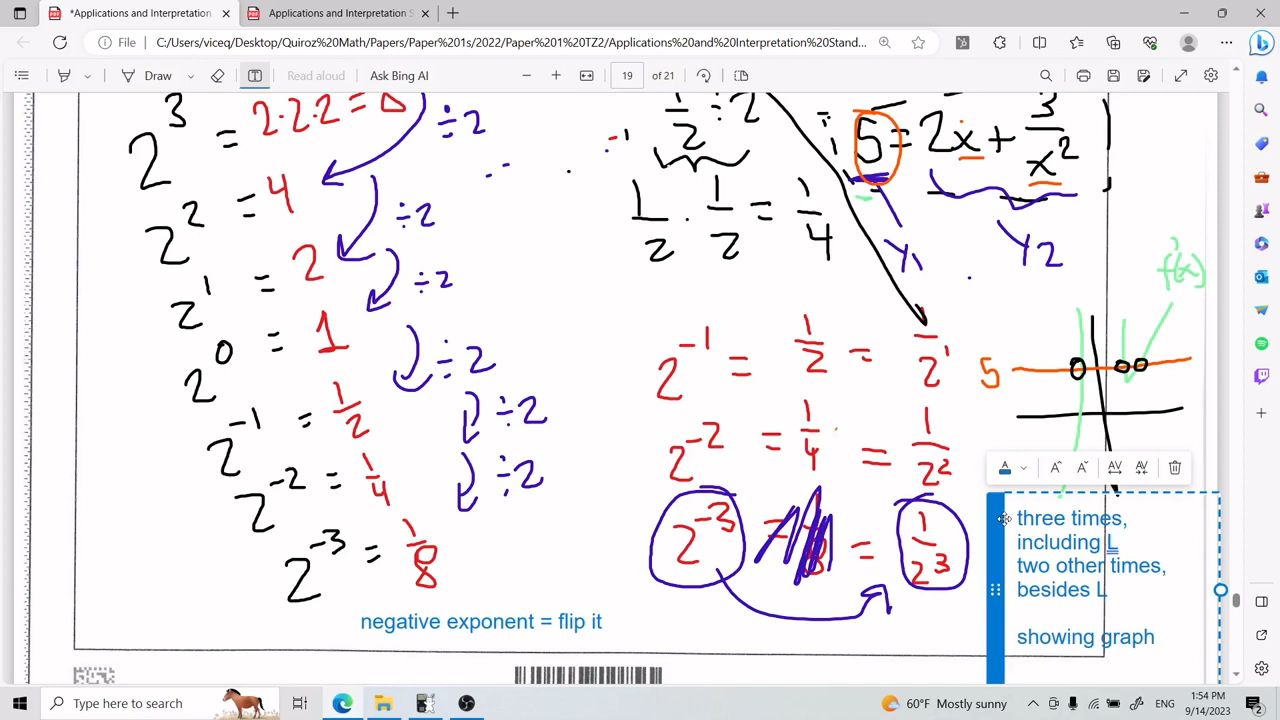 *Applications and Interpretation
Applications and Interpretation S
File
C:/Users/viceq/Desktop/Quiroz%20Math/Papers/Paper%201s/2022/Paper%201%20TZ2/Applications%20and%20Interpretation%20Stand...
Draw
Read aloud
Ask Bing AI
19 of 21
2³ = 2·2·2 = 8
÷2
2² = 4
÷2
2¹ = 2
÷2
2⁰ = 1
÷2
2⁻¹ = 1/2
÷2
2⁻² = 1/4
÷2
2⁻³ = 1/8
1/2 ÷ 2
1/2 · 1/2 = 1/4
5 = 2x + 3/x²
Y1
Y2
f(x)
5
2⁻¹ = 1/2 = 1/2¹
2⁻² = 1/4 = 1/2²
2⁻³ = = 1/2³
negative exponent = flip it
three times,
including L
two other times,
besides L
showing graph
Type here to search
60°F Mostly sunny
1:54 PM
9/14/2023
2